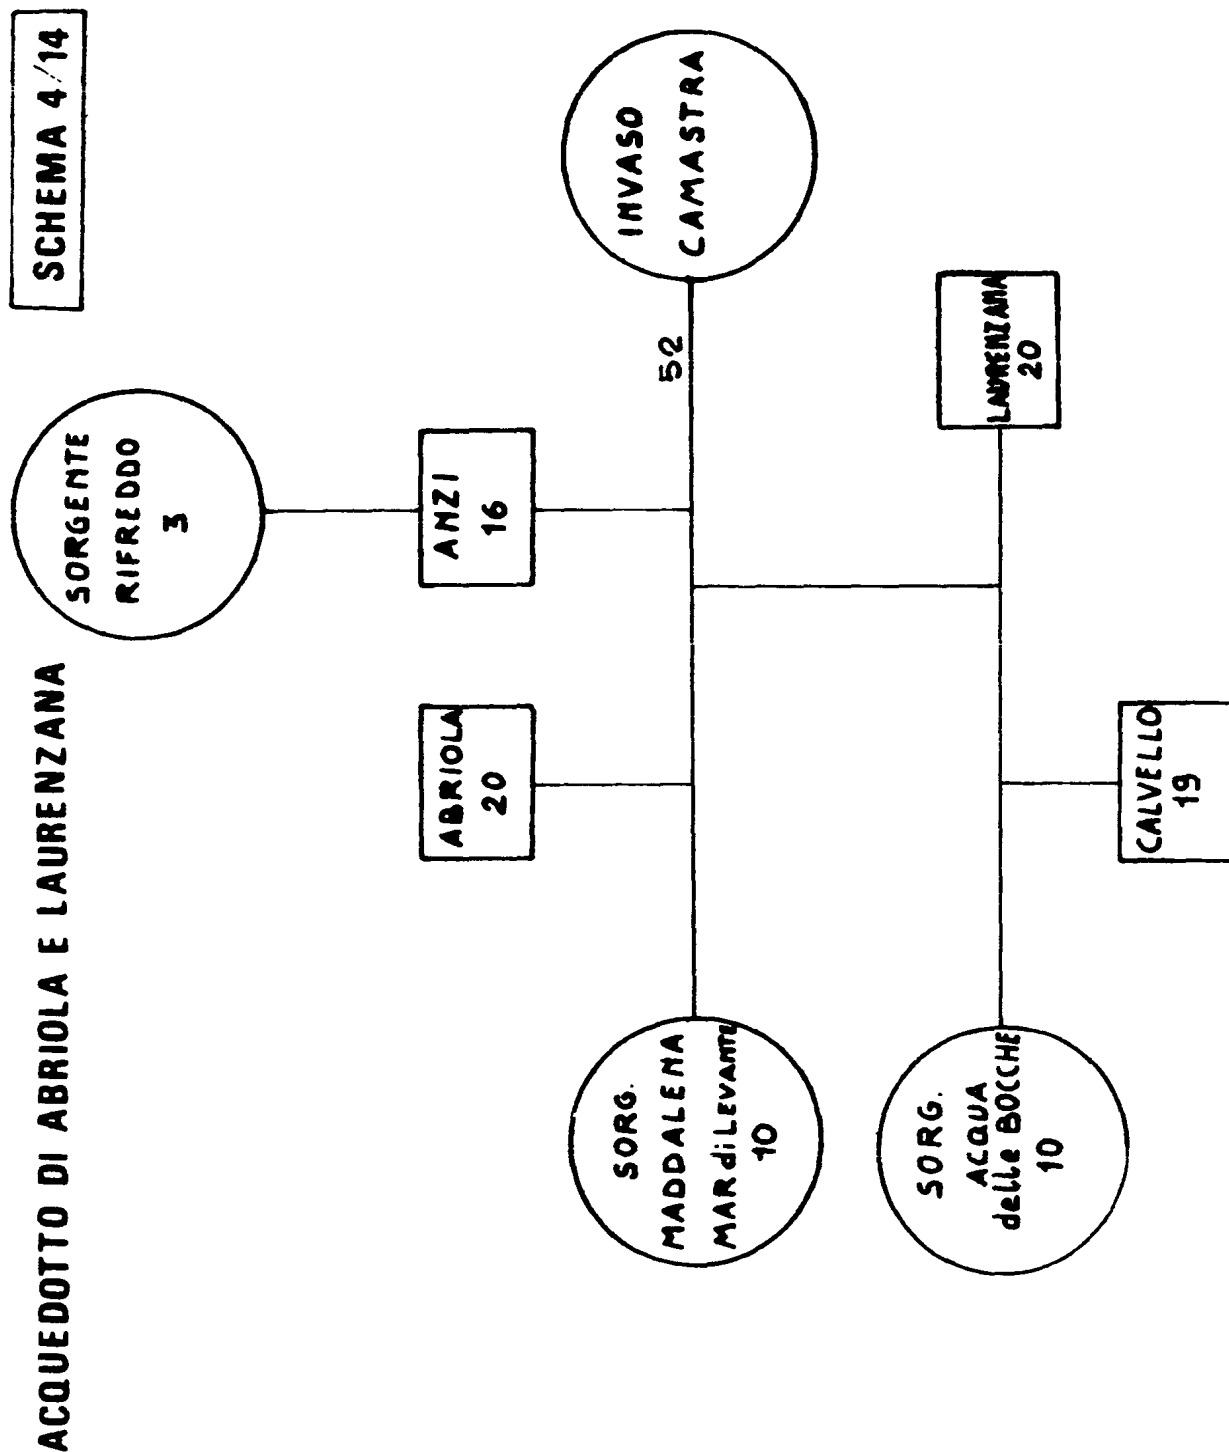 ACQUEDOTTO DI ABRIOLA E LAURENZANA
SCHEMA 4/14
SORGENTE
RIFREDDO
3
ABRIOLA
20
ANZI
16
SORG.
MADDALENA
MAR di LEVANTE
10
52
INVASO
CAMASTRA
SORG.
ACQUA
delle BOCCHE
10
LAURENZANA
20
CALVELLO
19